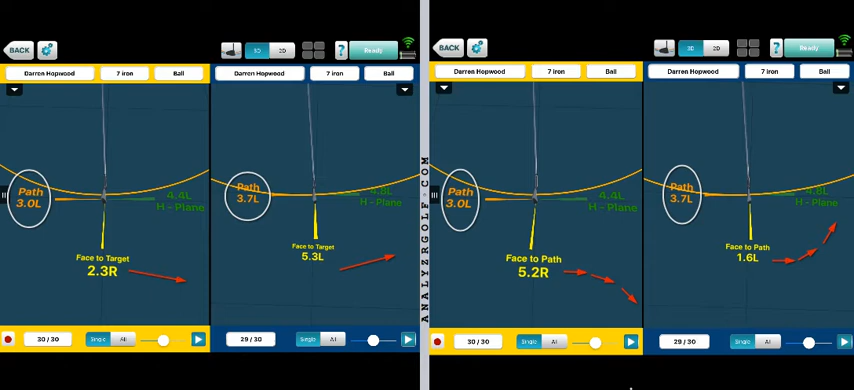 BACK
3D
2D
?
Ready
Darren Hopwood
7 iron
Ball
Darren Hopwood
7 iron
Ball
Path
3.0L
4.4L
H - Plane
Face to Target
2.3R
Path
3.7L
4.8L
H - Plane
Face to Target
5.3L
30 / 30
Single
All
29 / 30
Single
All
ANALYZRGOLF.COM
BACK
3D
2D
?
Ready
Darren Hopwood
7 iron
Ball
Darren Hopwood
7 iron
Ball
Path
3.0L
4.4L
H - Plane
Face to Path
5.2R
Path
3.7L
4.8L
H - Plane
Face to Path
1.6L
30 / 30
Single
All
29 / 30
Single
All